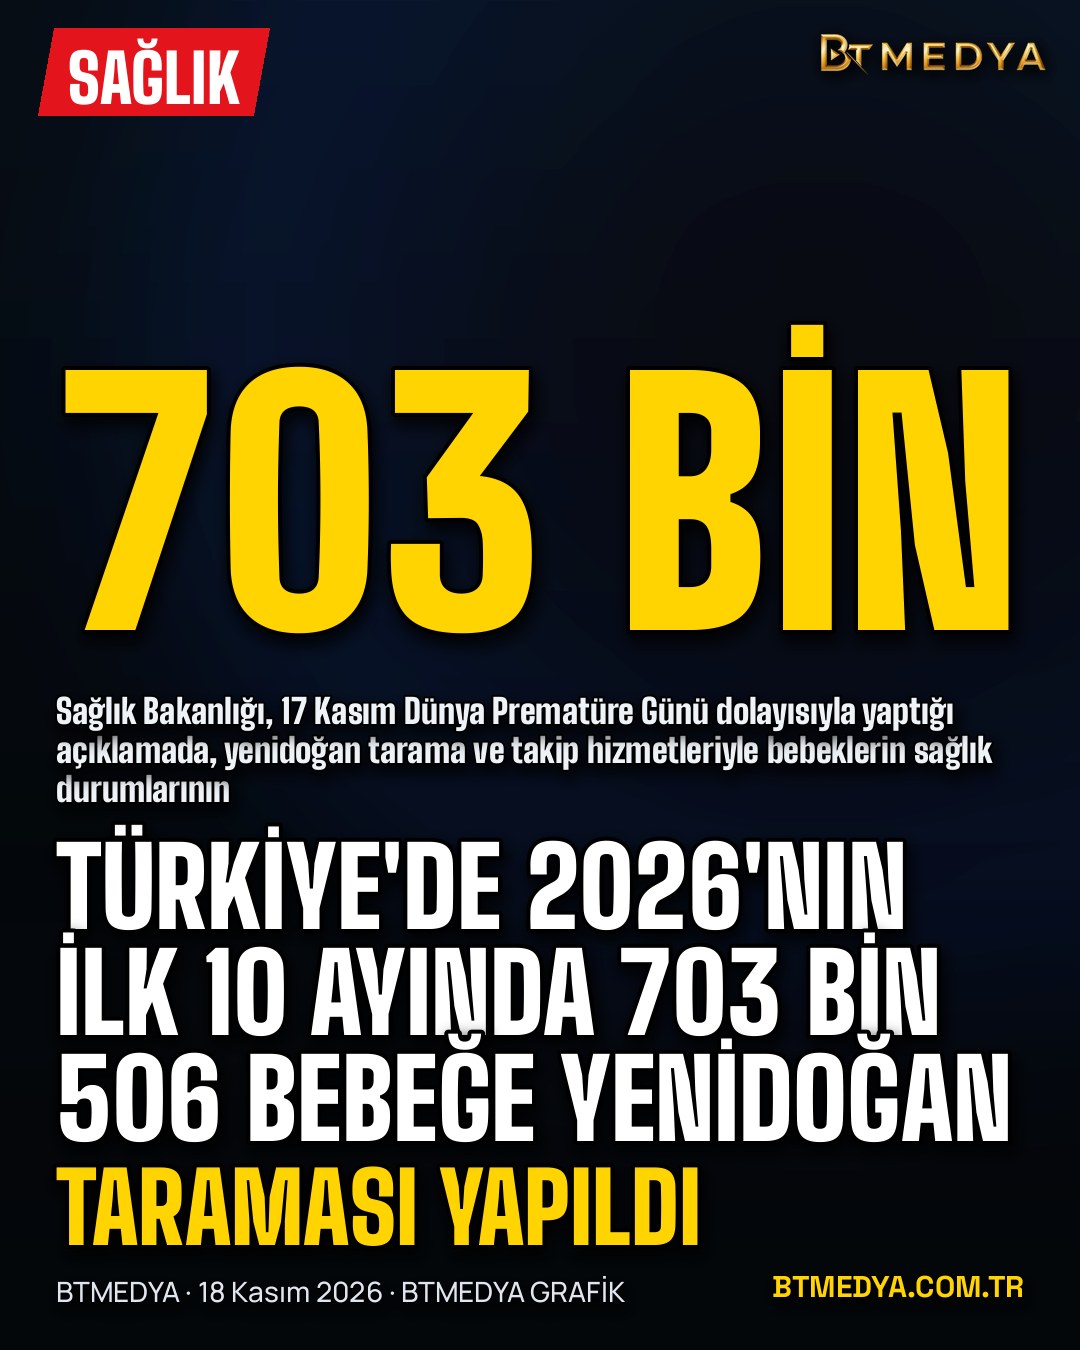 SAĞLIK
BTMEDYA
703 BİN
Sağlık Bakanlığı, 17 Kasım Dünya Prematüre Günü dolayısıyla yaptığı
açıklamada, yenidoğan tarama ve takip hizmetleriyle bebeklerin sağlık
durumlarının
TÜRKİYE'DE 2026'NIN
İLK 10 AYINDA 703 BİN
506 BEBEĞE YENİDOĞAN
TARAMASI YAPILDI
BTMEDYA · 18 Kasım 2026 · BTMEDYA GRAFİK
BTMEDYA.COM.TR